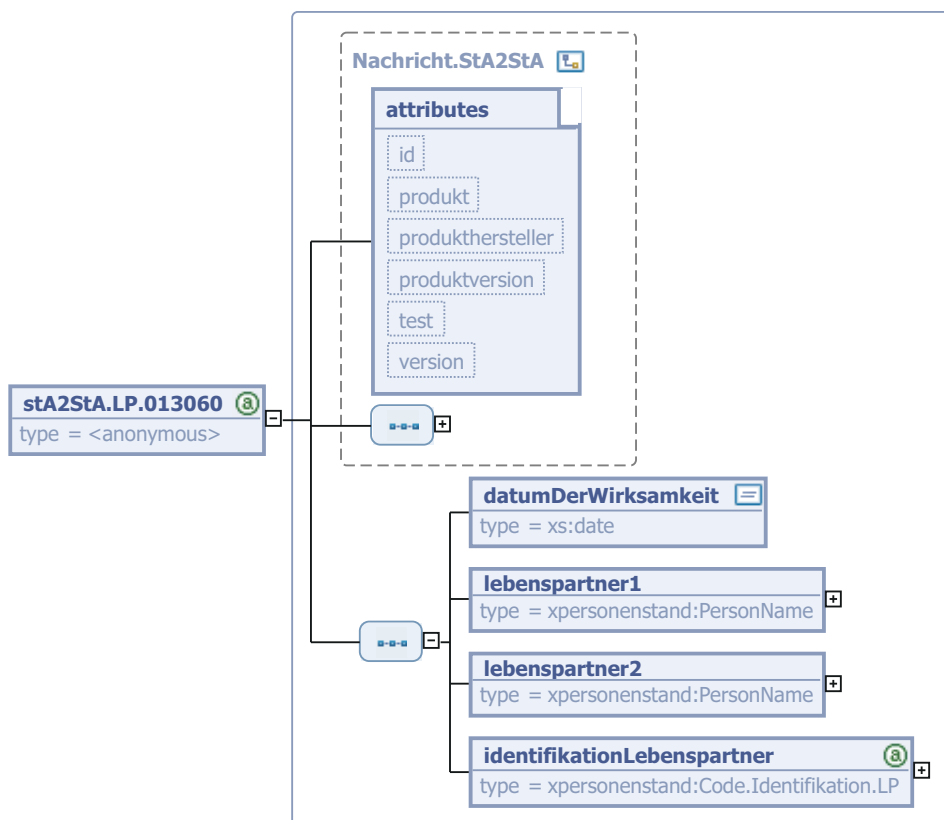 Nachricht.StA2StA
attributes
id
produkt
produkthersteller
produktversion
test
version
stA2StA.LP.013060 a
type = <anonymous>
datumDerWirksamkeit
type = xs:date
lebenspartner1
type = xpersonenstand:PersonName
lebenspartner2
type = xpersonenstand:PersonName
identifikationLebenspartner a
type = xpersonenstand:Code.Identifikation.LP